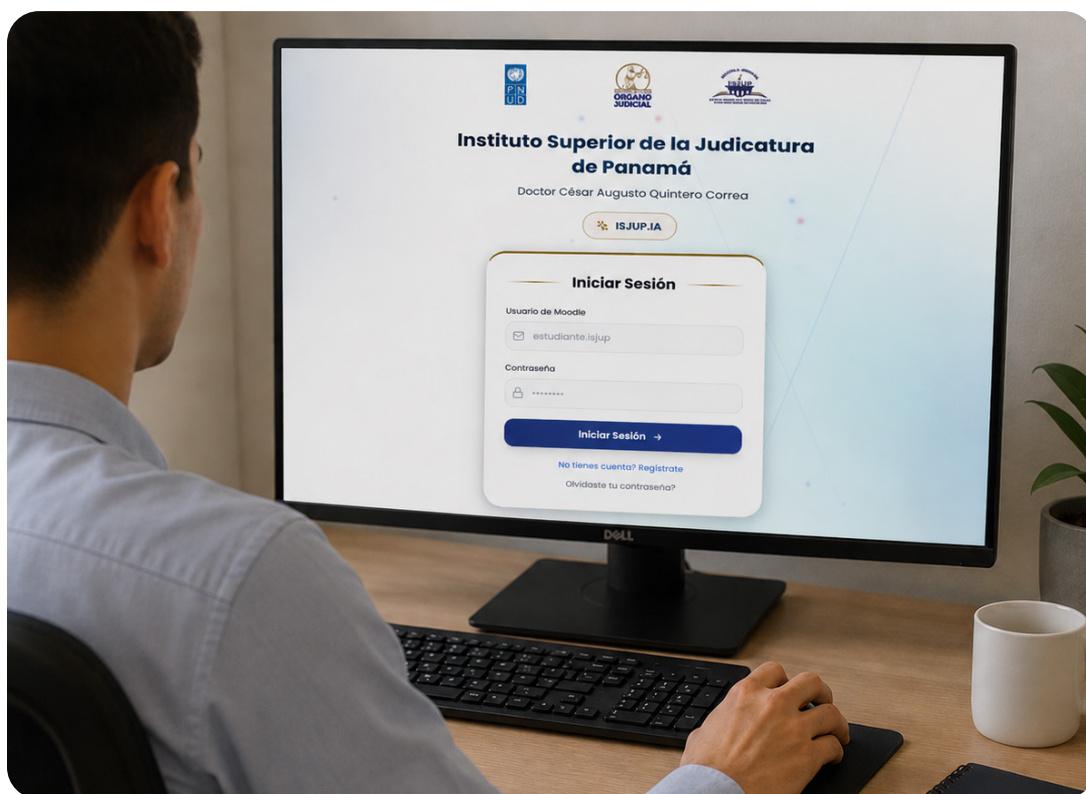 PNUD
ÓRGANO
JUDICIAL
ISJUP
Instituto Superior de la Judicatura
de Panamá
Doctor César Augusto Quintero Correa
ISJUP.IA
Iniciar Sesión
Usuario de Moodle
estudiante.isjup
Contraseña
Iniciar Sesión →
No tienes cuenta? Regístrate
Olvidaste tu contraseña?
DELL